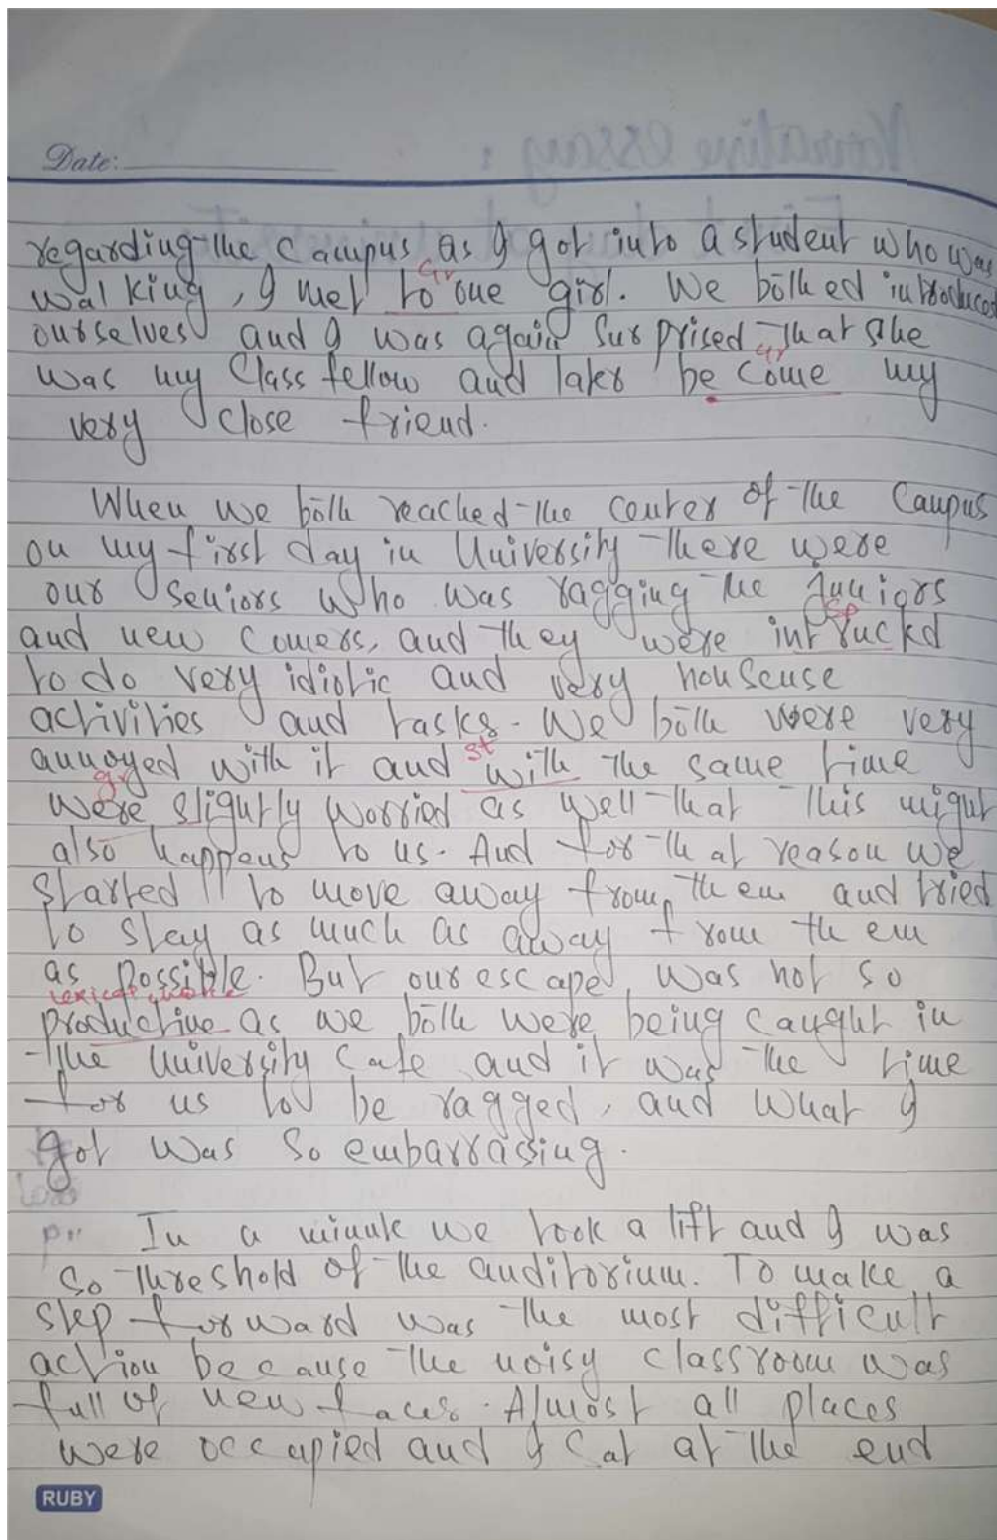 Date:
regarding the campus as I got into a student who was
gr
walking, I met to one girl. We bothed introduced
ourselves and I was again surprised that she
gr
was my class fellow and later become my
very close friend.
When we both reached the center of the Campus
on my first day in University there were
our seniors who was ragging the juniors
sp
and new comers, and they were intruckd
to do very idiotic and very nonsense
activities and tasks. We both were very
st
annoyed with it and with the same time
gr
were slightly worried as well that this might
also happens to us. And for that reason we
started to move away from them and tried
to stay as much as away from them
as possible. But our escape was not so
lexical
productive as we both were being caught in
the University Cafe and it was the time
for us to be ragged, and what I
got was so embarrassing.
In a minute we took a lift and I was
so threshold of the auditorium. To make a
step forward was the most difficult
action because the noisy classroom was
full of new faces. Almost all places
were occupied and I sat at the end
RUBY